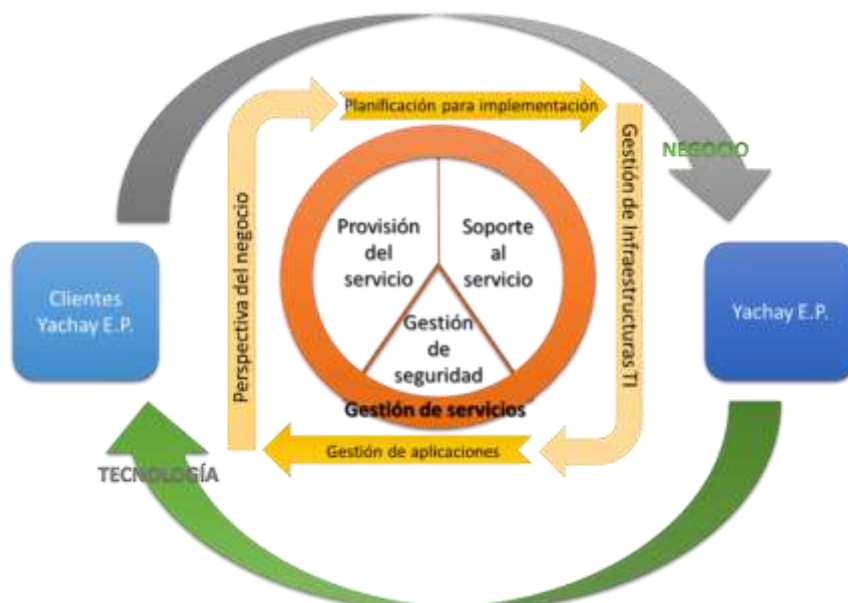 Planificación para implementación
NEGOCIO
Gestión de Infraestructuras TI
Perspectiva del negocio
Provisión
del
servicio
Soporte
al
servicio
Gestión
de
seguridad
Gestión de servicios
Clientes
Yachay E.P.
Yachay E.P.
Gestión de aplicaciones
TECNOLOGÍA